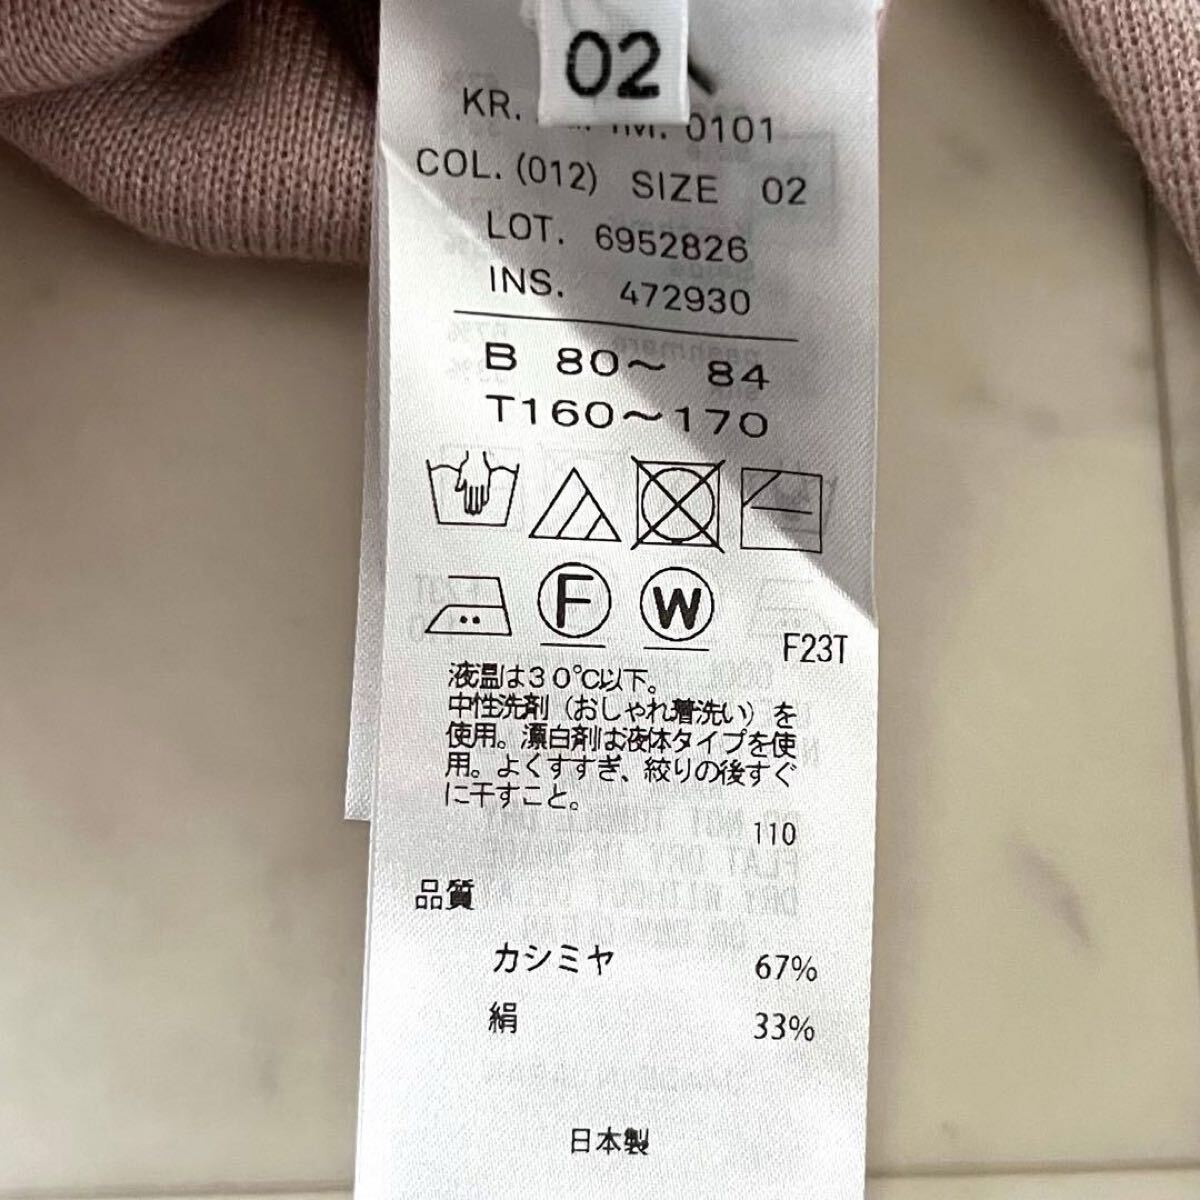 02
KR. IM. 0101
COL. (012) SIZE 02
LOT. 6952826
INS. 472930
B 80～ 84
T160～170
F W
F23T
液温は30℃以下。
中性洗剤（おしゃれ着洗い）を
使用。漂白剤は液体タイプを使
用。よくすすぎ、絞りの後すぐ
に干すこと。
110
品質
カシミヤ 67%
絹 33%
日本製